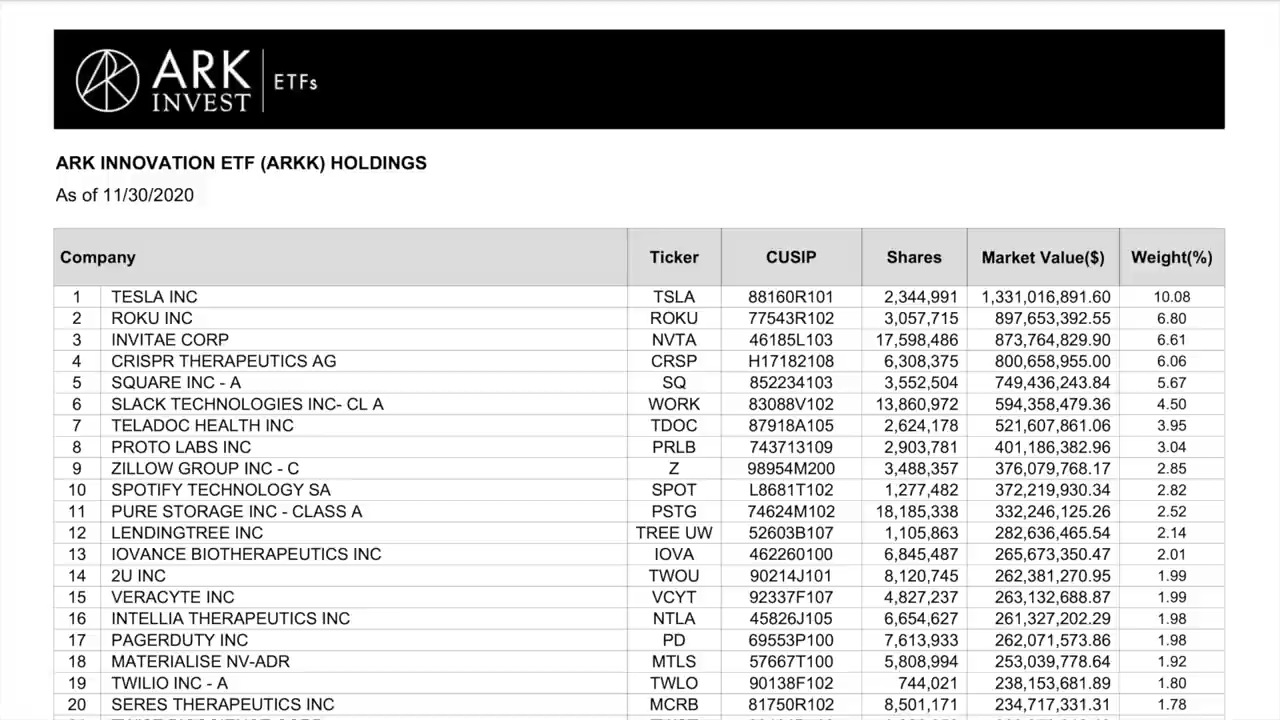 ARK INVEST ETFs
ARK INNOVATION ETF (ARKK) HOLDINGS
As of 11/30/2020
Company Ticker CUSIP Shares Market Value($) Weight(%)
1 TESLA INC TSLA 88160R101 2,344,991 1,331,016,891.60 10.08
2 ROKU INC ROKU 77543R102 3,057,715 897,653,392.55 6.80
3 INVITAE CORP NVTA 46185L103 17,598,486 873,764,829.90 6.61
4 CRISPR THERAPEUTICS AG CRSP H17182108 6,308,375 800,658,955.00 6.06
5 SQUARE INC - A SQ 852234103 3,552,504 749,436,243.84 5.67
6 SLACK TECHNOLOGIES INC- CL A WORK 83088V102 13,860,972 594,358,479.36 4.50
7 TELADOC HEALTH INC TDOC 87918A105 2,624,178 521,607,861.06 3.95
8 PROTO LABS INC PRLB 743713109 2,903,781 401,186,382.96 3.04
9 ZILLOW GROUP INC - C Z 98954M200 3,488,357 376,079,768.17 2.85
10 SPOTIFY TECHNOLOGY SA SPOT L8681T102 1,277,482 372,219,930.34 2.82
11 PURE STORAGE INC - CLASS A PSTG 74624M102 18,185,338 332,246,125.26 2.52
12 LENDINGTREE INC TREE UW 52603B107 1,105,863 282,636,465.54 2.14
13 IOVANCE BIOTHERAPEUTICS INC IOVA 462260100 6,845,487 265,673,350.47 2.01
14 2U INC TWOU 90214J101 8,120,745 262,381,270.95 1.99
15 VERACYTE INC VCYT 92337F107 4,827,237 263,132,688.87 1.99
16 INTELLIA THERAPEUTICS INC NTLA 45826J105 6,654,627 261,327,202.29 1.98
17 PAGERDUTY INC PD 69553P100 7,613,933 262,071,573.86 1.98
18 MATERIALISE NV-ADR MTLS 57667T100 5,808,994 253,039,778.64 1.92
19 TWILIO INC - A TWLO 90138F102 744,021 238,153,681.89 1.80
20 SERES THERAPEUTICS INC MCRB 81750R102 8,501,171 234,717,331.31 1.78